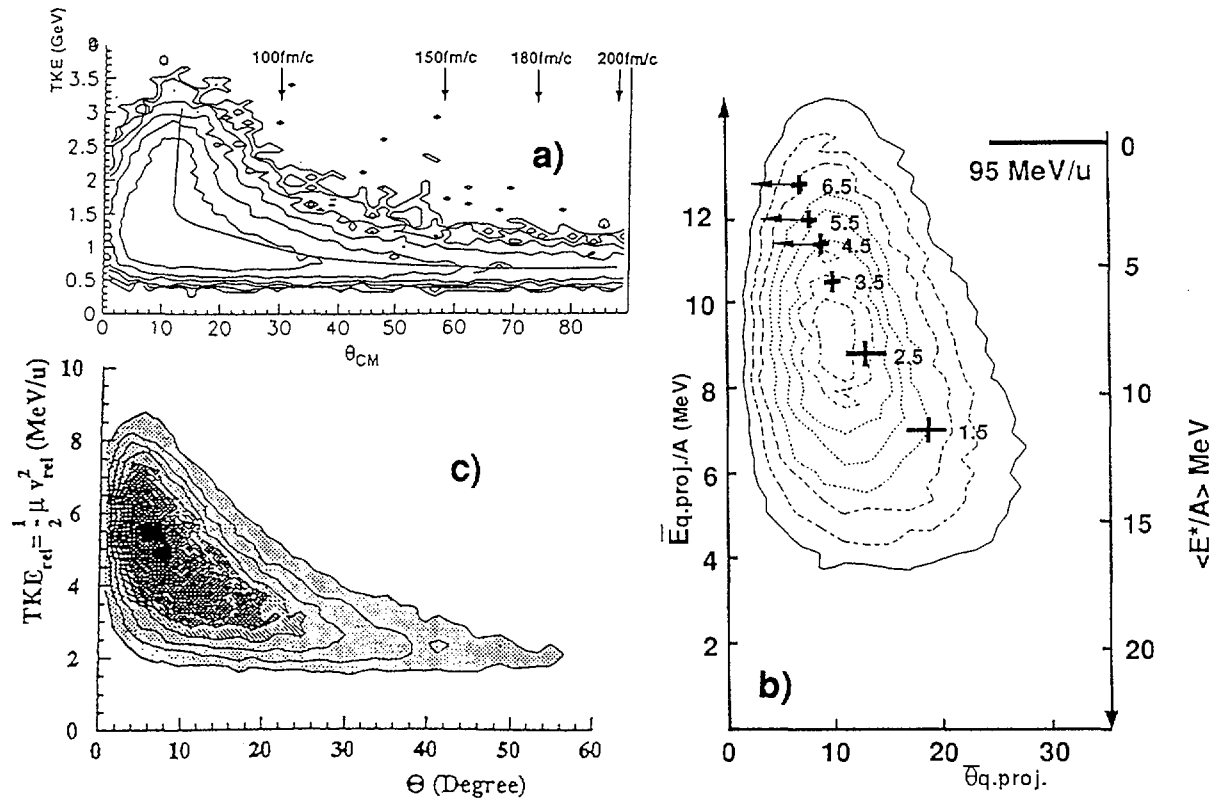 TKE (GeV)
3.5
3
2.5
2
1.5
1
0.5
0
100fm/c 150fm/c 180fm/c 200fm/c
a)
0 10 20 30 40 50 60 70 80
θCM
TKErel = 1/2 μ v²rel (MeV/u)
10
8
6
4
2
0
c)
0 10 20 30 40 50 60
Θ (Degree)
E̅q.proj./A (MeV)
12
10
8
6
4
2
6.5
5.5
4.5
3.5
2.5
1.5
95 MeV/u
0
5
10
15
20
<E*/A> MeV
b)
0 10 20 30
θ̅q.proj.